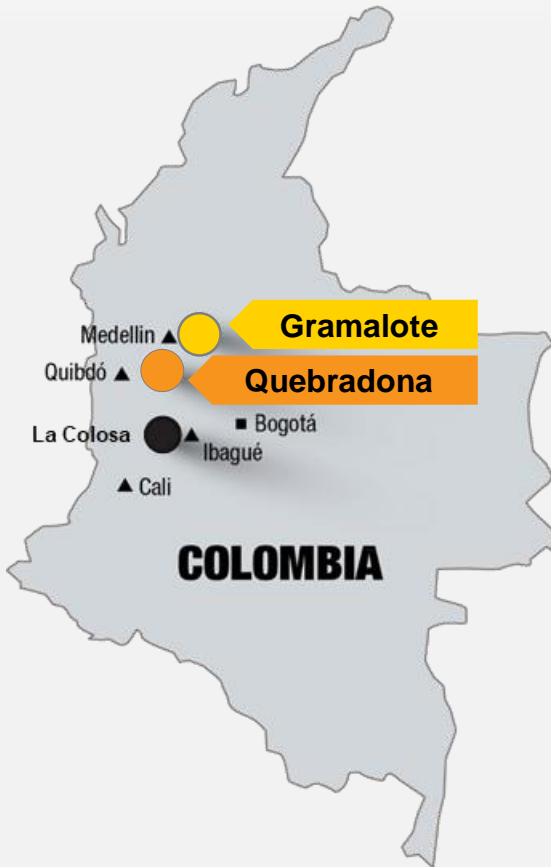 Gramalote
Medellin
Quibdó
Quebradona
La Colosa
Bogotá
Ibagué
Cali
COLOMBIA